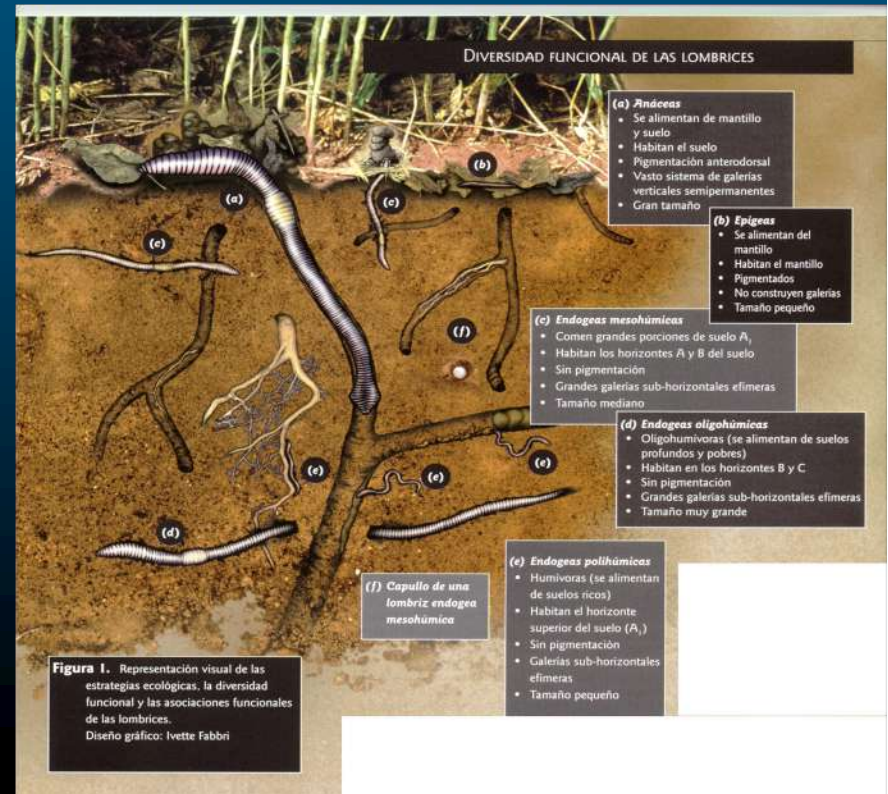 DIVERSIDAD FUNCIONAL DE LAS LOMBRICES
(a) Anáceas
• Se alimentan de mantillo
y suelo
• Habitan el suelo
• Pigmentación anterodorsal
• Vasto sistema de galerías
verticales semipermanentes
• Gran tamaño
(b) Epígeas
• Se alimentan del
mantillo
• Habitan el mantillo
• Pigmentados
• No construyen galerías
• Tamaño pequeño
(c) Endogeas mesohúmicas
• Comen grandes porciones de suelo A₁
• Habitan los horizontes A y B del suelo
• Sin pigmentación
• Grandes galerías sub-horizontales efímeras
• Tamaño mediano
(d) Endogeas oligohúmicas
• Oligohumívoras (se alimentan de suelos
profundos y pobres)
• Habitan en los horizontes B y C
• Sin pigmentación
• Grandes galerías sub-horizontales efímeras
• Tamaño muy grande
(e) Endogeas polihúmicas
• Humívoras (se alimentan
de suelos ricos)
• Habitan el horizonte
superior del suelo (A₁)
• Sin pigmentación
• Galerías sub-horizontales
efímeras
• Tamaño pequeño
(f) Capullo de una
lombriz endogea
mesohúmica
(b)
(a)
(c)
(c)
(f)
(e)
(e)
(e)
(d)
Figura 1. Representación visual de las
estrategias ecológicas, la diversidad
funcional y las asociaciones funcionales
de las lombrices.
Diseño gráfico: Ivette Fabbri